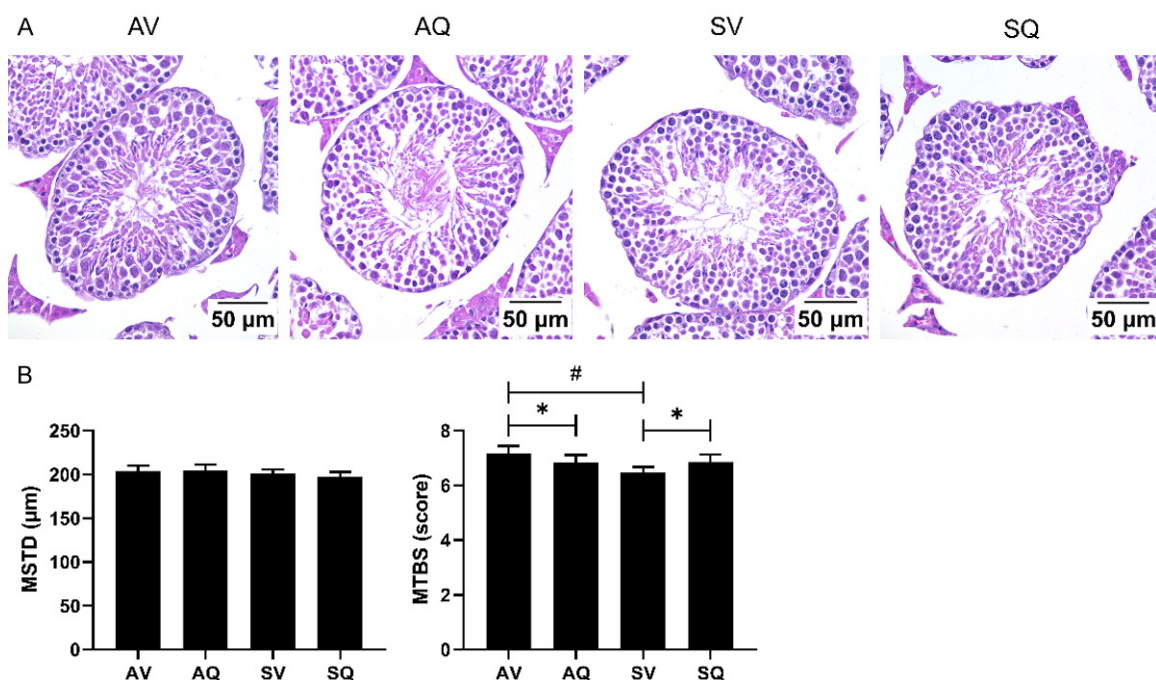 A
AV
AQ
SV
SQ
50 µm
50 µm
50 µm
50 µm
B
MSTD (µm)
250
200
150
100
50
0
AV
AQ
SV
SQ
MTBS (score)
8
6
4
2
0
#
*
*
AV
AQ
SV
SQ